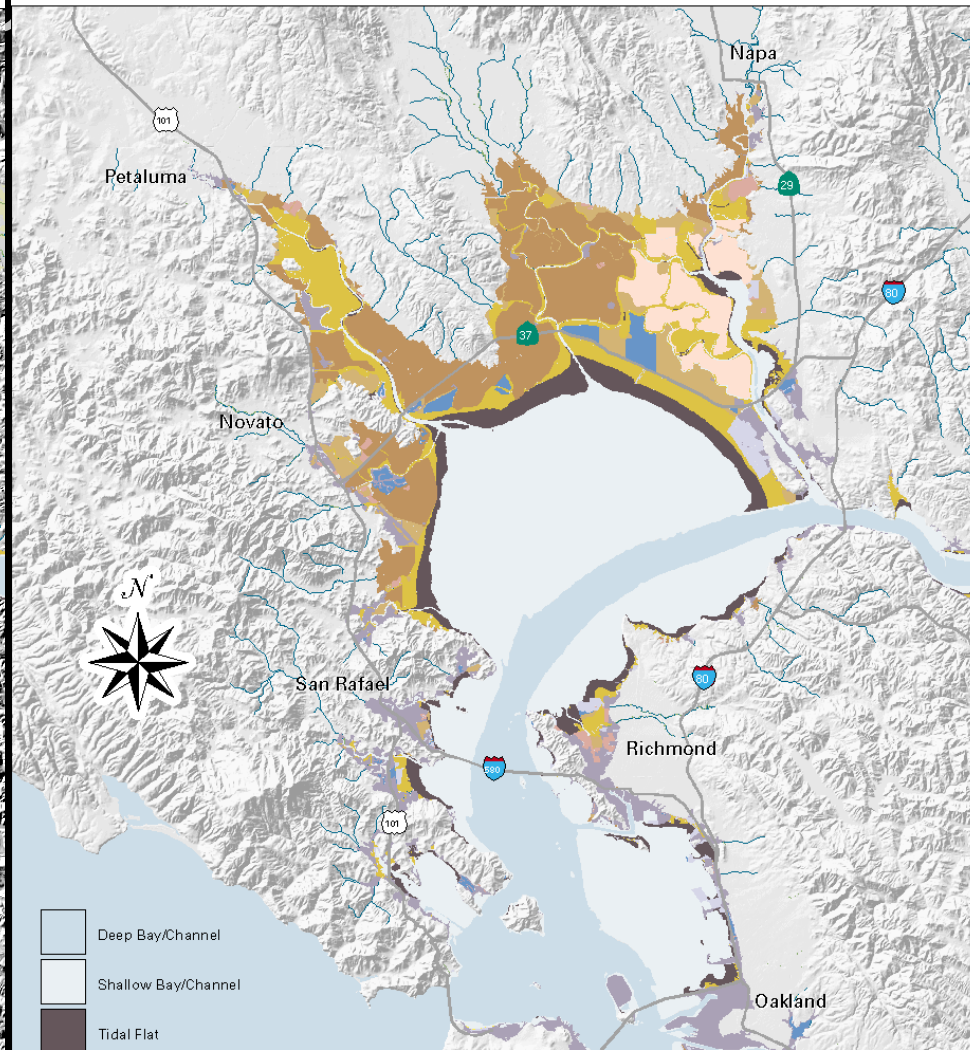 Napa
101
Petaluma
29
80
37
Novato
N
San Rafael
80
Richmond
580
101
Deep Bay/Channel
Shallow Bay/Channel
Oakland
Tidal Flat